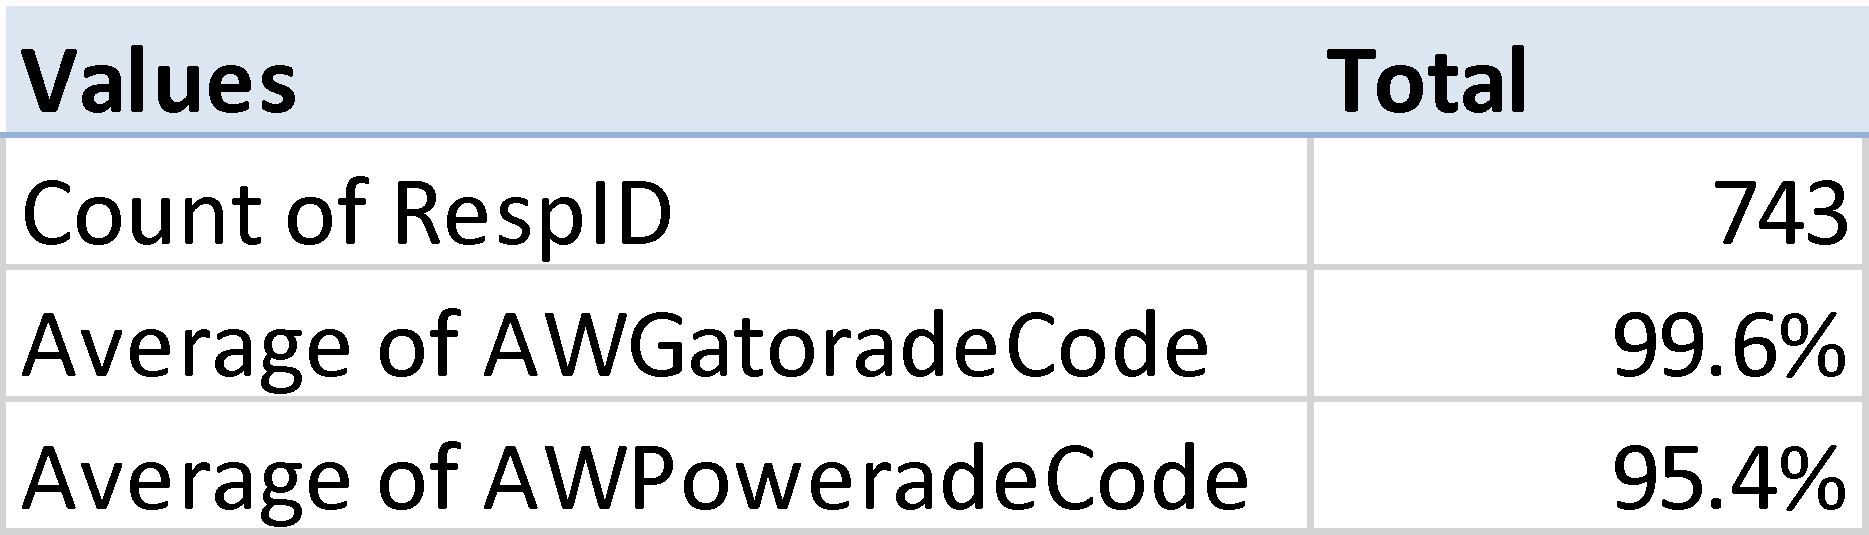 Values Total
Count of RespID 743
Average of AWGatoradeCode 99.6%
Average of AWPoweradeCode 95.4%